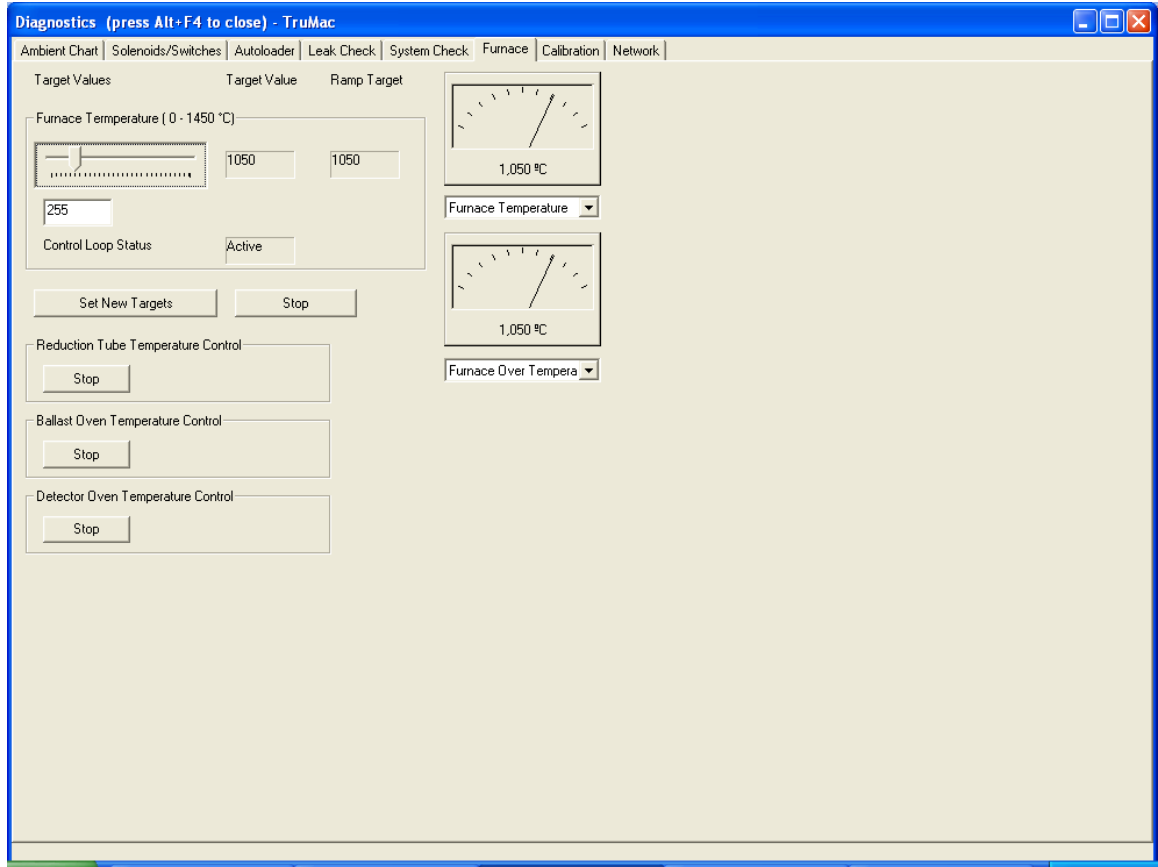 Diagnostics (press Alt+F4 to close) - TruMac
Ambient Chart Solenoids/Switches Autoloader Leak Check System Check Furnace Calibration Network
Target Values Target Value Ramp Target
Furnace Termperature ( 0 - 1450 °C)
1050 1050
255
Control Loop Status Active
Set New Targets Stop
Reduction Tube Temperature Control
Stop
Ballast Oven Temperature Control
Stop
Detector Oven Temperature Control
Stop
1,050 ºC
Furnace Temperature
1,050 ºC
Furnace Over Tempera